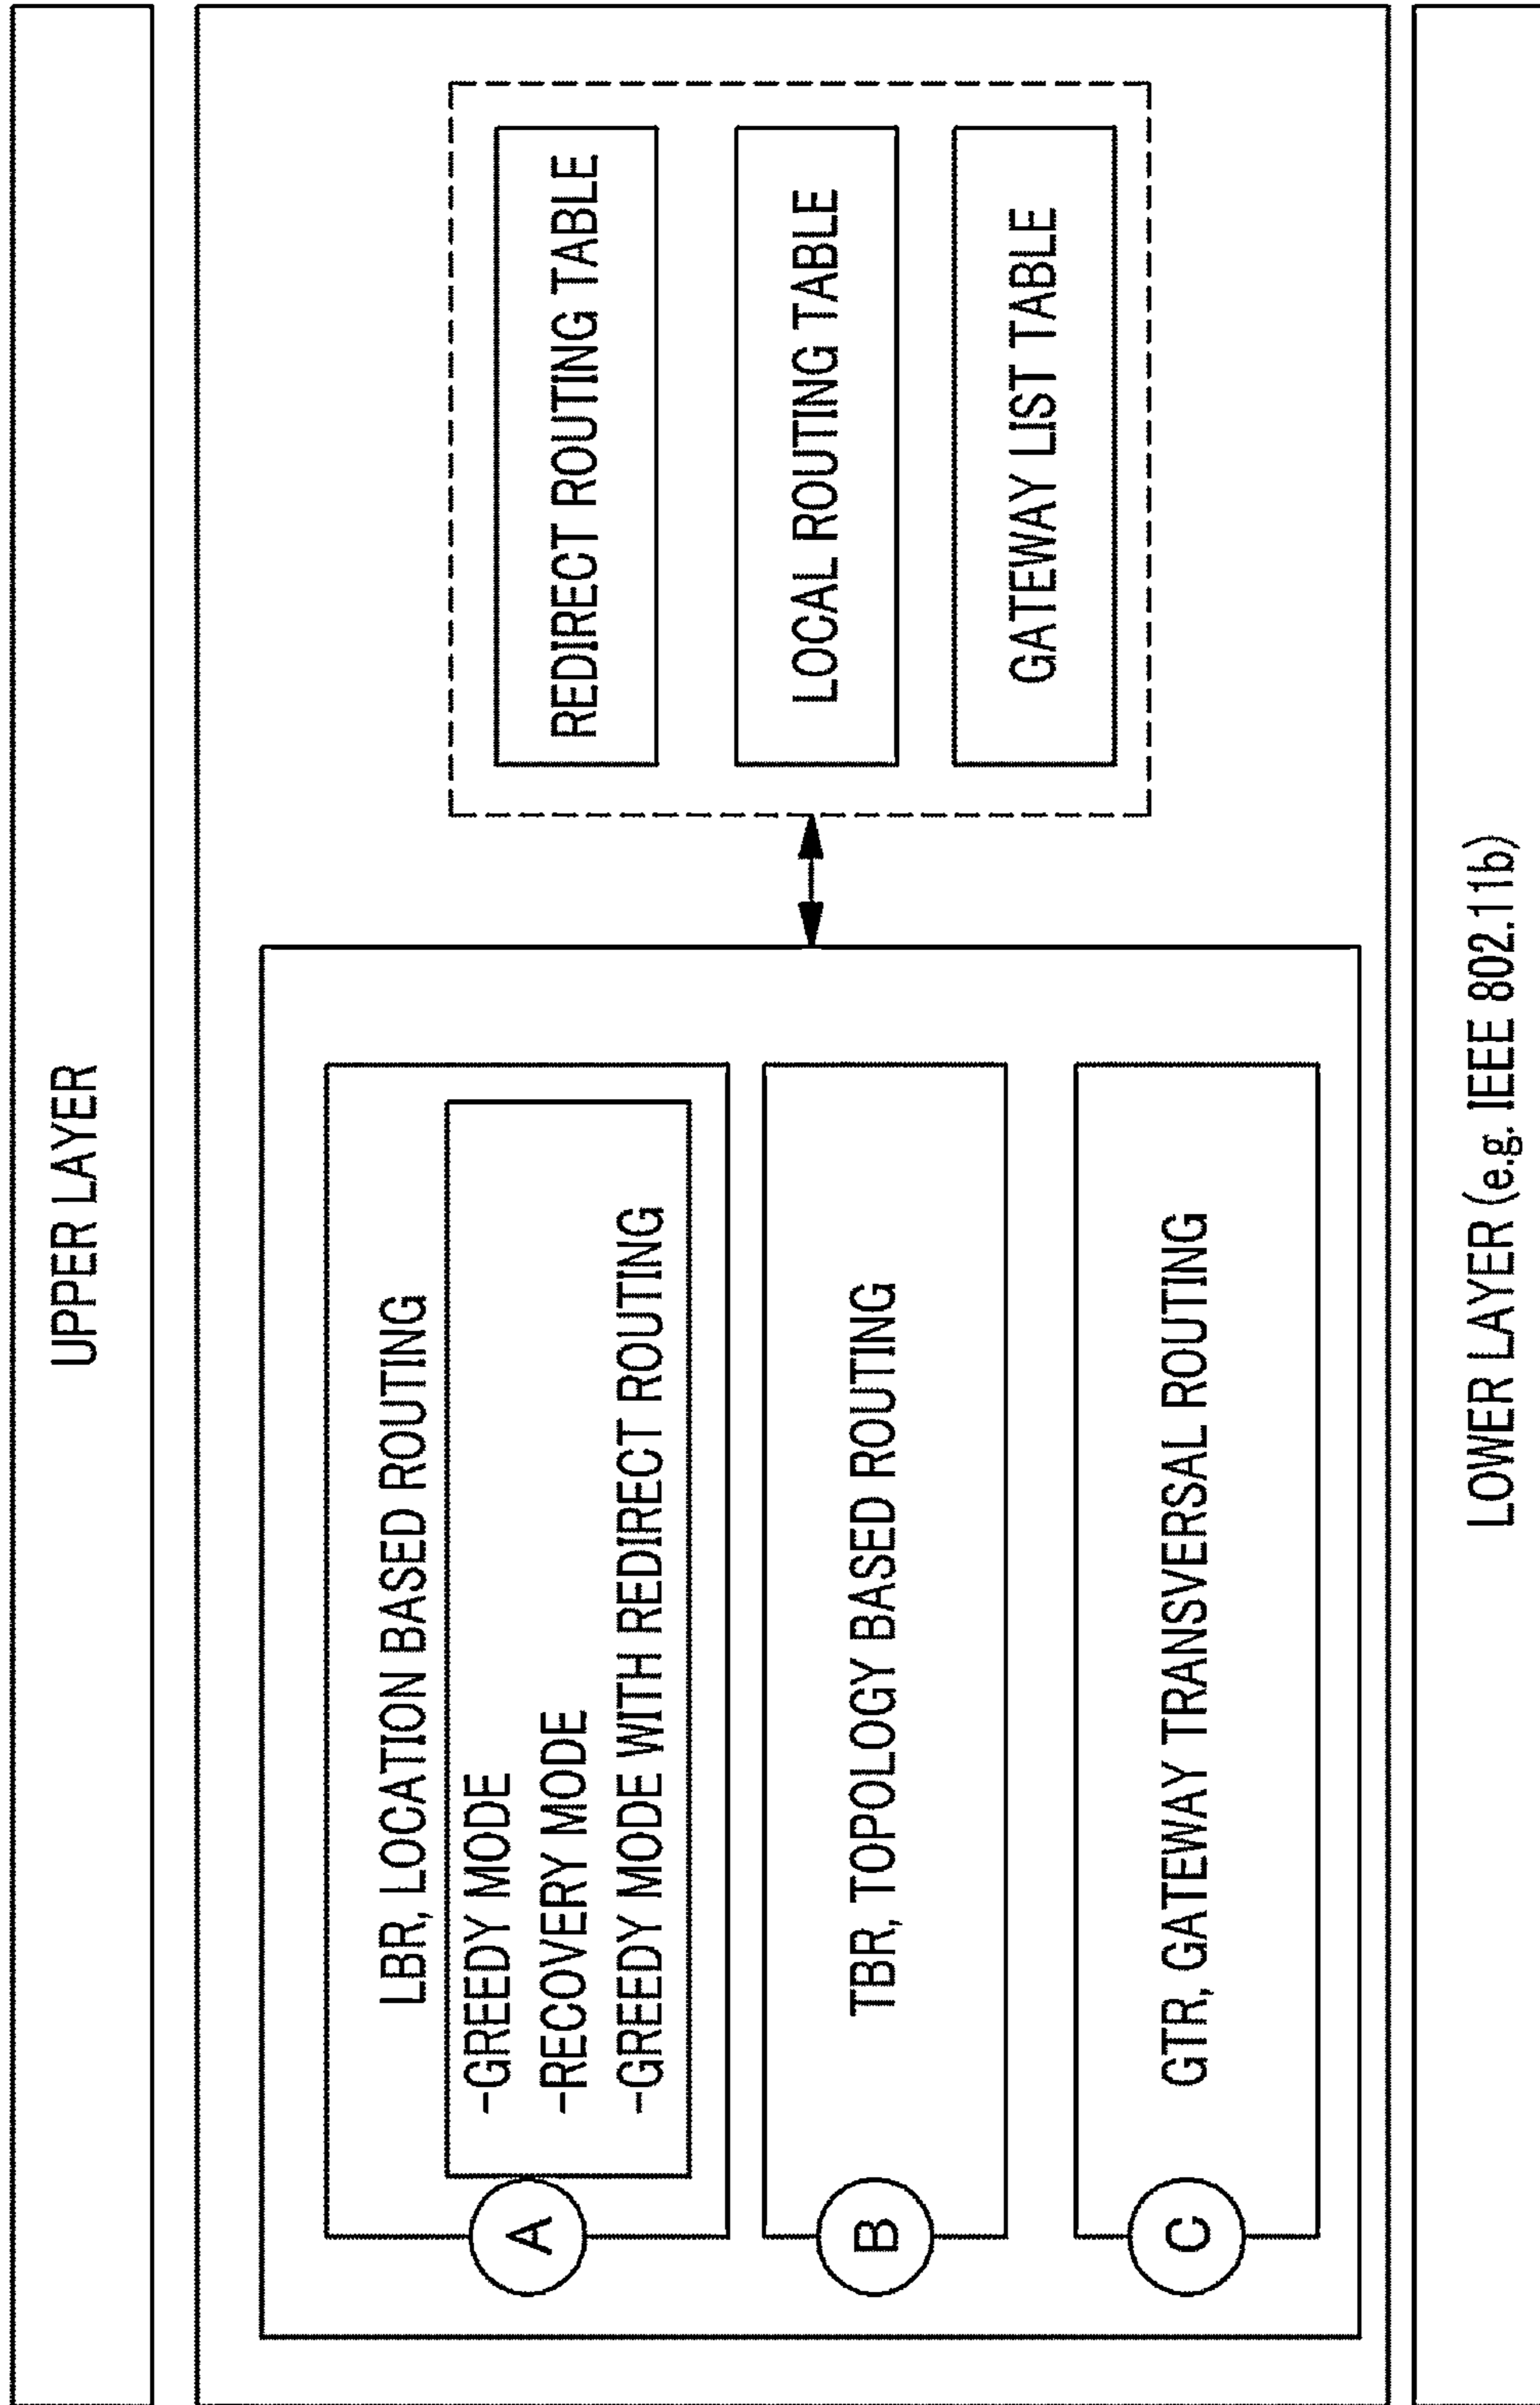 UPPER LAYER
LBR, LOCATION BASED ROUTING
-GREEDY MODE
-RECOVERY MODE
-GREEDY MODE WITH REDIRECT ROUTING
A
TBR, TOPOLOGY BASED ROUTING
B
GTR, GATEWAY TRANSVERSAL ROUTING
C
REDIRECT ROUTING TABLE
LOCAL ROUTING TABLE
GATEWAY LIST TABLE
LOWER LAYER (e.g. IEEE 802.11b)